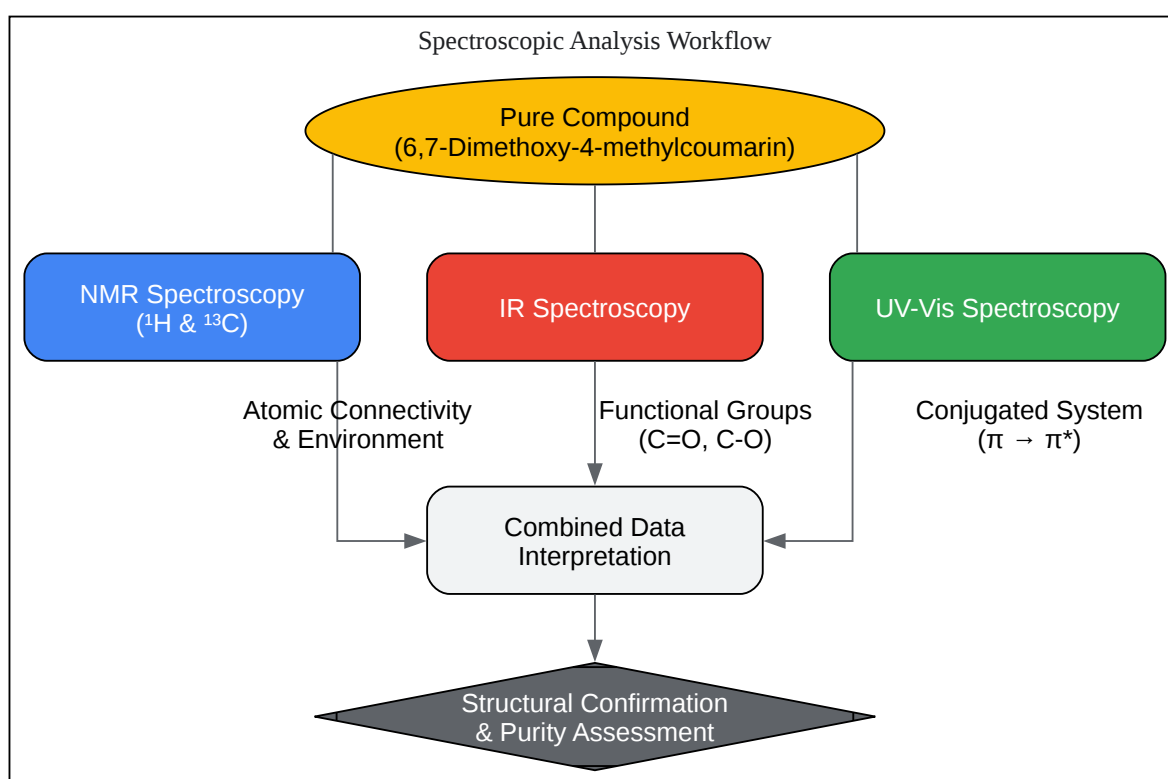 Spectroscopic Analysis Workflow
Pure Compound
(6,7-Dimethoxy-4-methylcoumarin)
NMR Spectroscopy
(¹H & ¹³C)
IR Spectroscopy
UV-Vis Spectroscopy
Atomic Connectivity
& Environment
Functional Groups
(C=O, C-O)
Conjugated System
(π → π*)
Combined Data
Interpretation
Structural Confirmation
& Purity Assessment